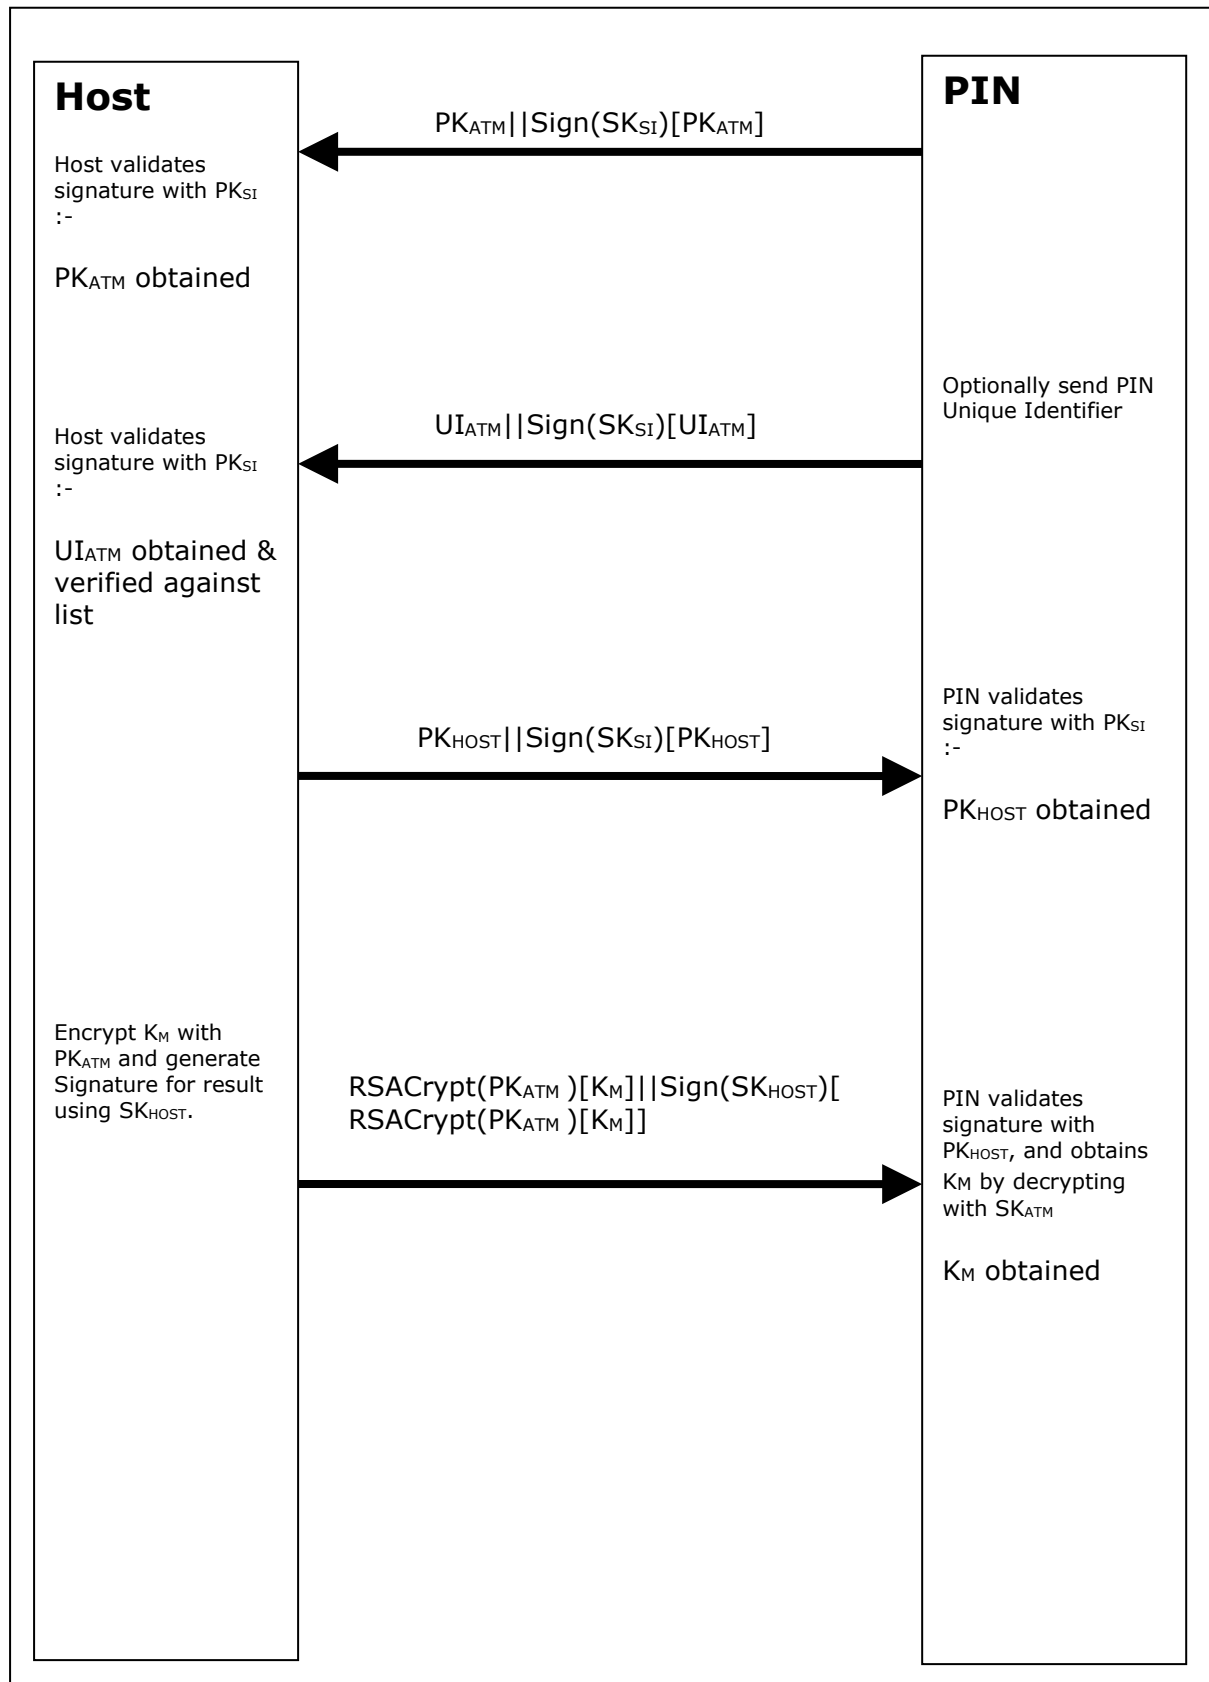 Host
PIN
PKATM||Sign(SKSI)[PKATM]
Host validates
signature with PKSI
:-
PKATM obtained
Optionally send PIN
Unique Identifier
UIATM||Sign(SKSI)[UIATM]
Host validates
signature with PKSI
:-
UIATM obtained &
verified against
list
PIN validates
signature with PKSI
:-
PKHOST||Sign(SKSI)[PKHOST]
PKHOST obtained
Encrypt KM with
PKATM and generate
Signature for result
using SKHOST.
RSACrypt(PKATM )[KM]||Sign(SKHOST)[
RSACrypt(PKATM )[KM]]
PIN validates
signature with
PKHOST, and obtains
KM by decrypting
with SKATM
KM obtained